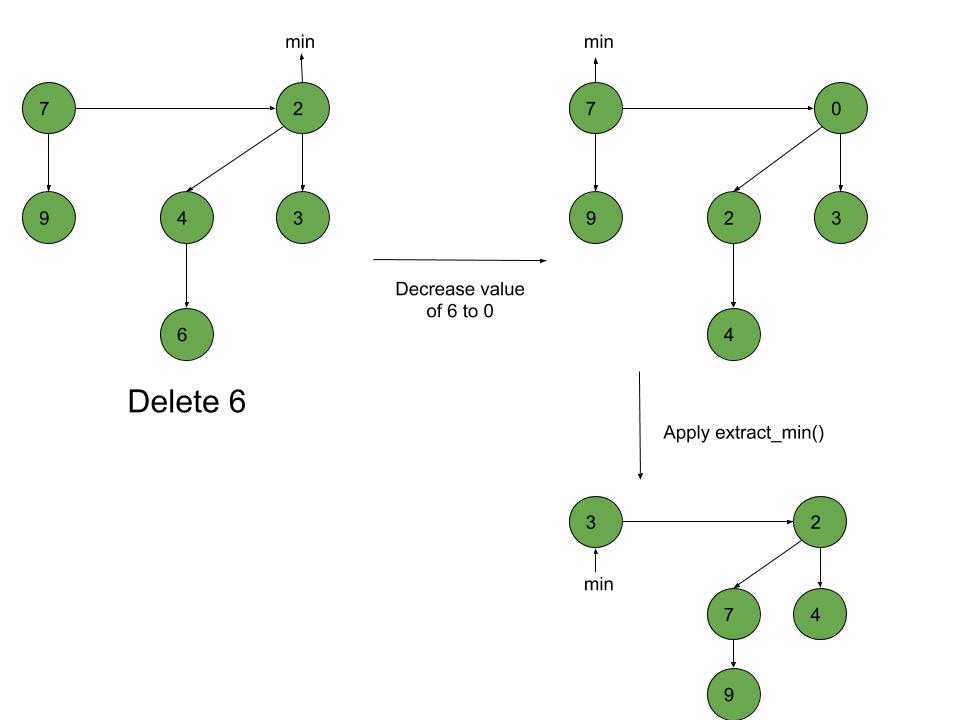 min
min
7
2
7
0
9
4
3
9
2
3
Decrease value
of 6 to 0
6
4
Delete 6
Apply extract_min()
3
2
min
7
4
9